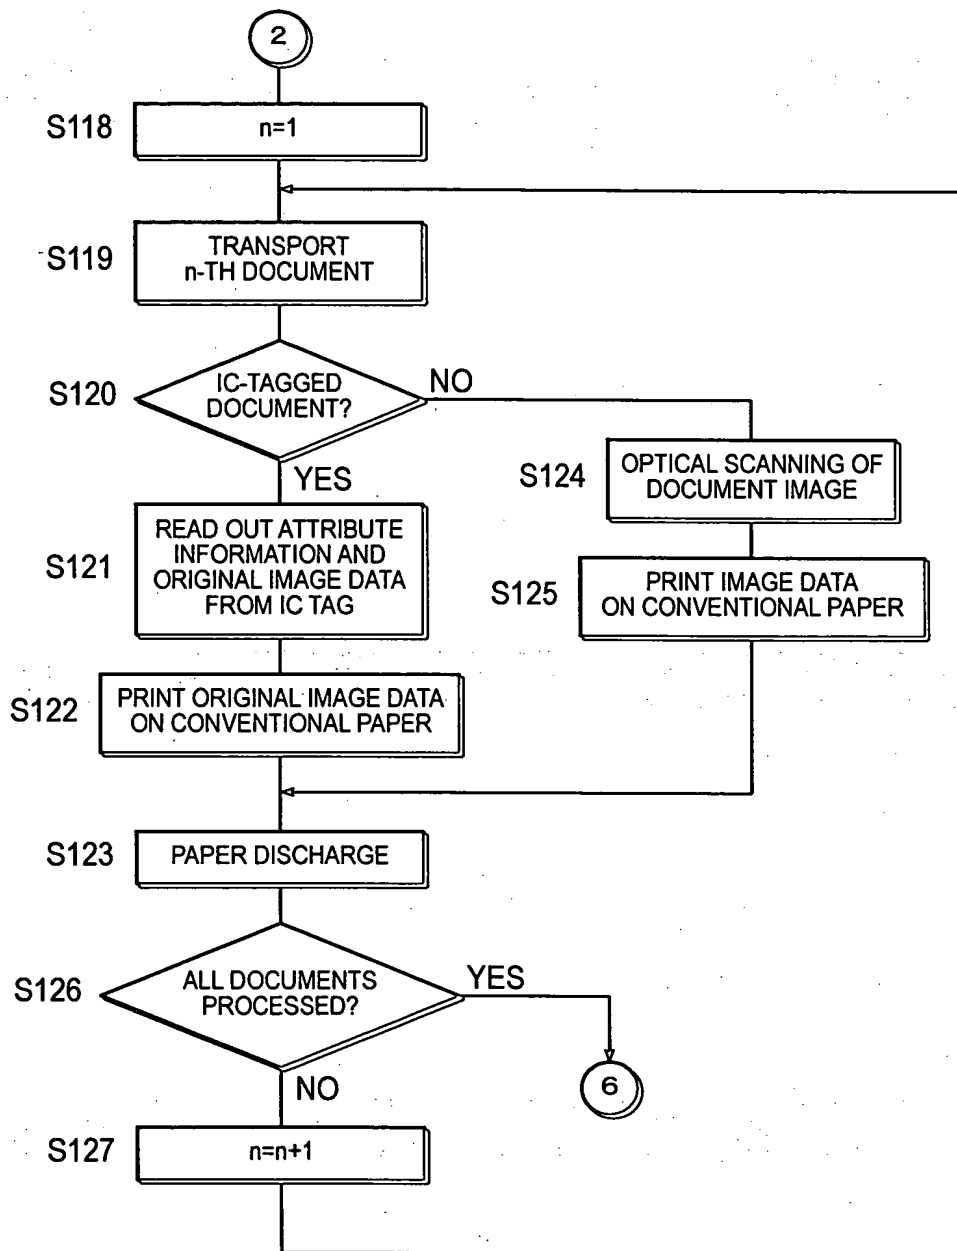 2
S118
n=1
S119
TRANSPORT
n-TH DOCUMENT
S120
IC-TAGGED
DOCUMENT?
NO
YES
S124
OPTICAL SCANNING OF
DOCUMENT IMAGE
S121
READ OUT ATTRIBUTE
INFORMATION AND
ORIGINAL IMAGE DATA
FROM IC TAG
S125
PRINT IMAGE DATA
ON CONVENTIONAL PAPER
S122
PRINT ORIGINAL IMAGE DATA
ON CONVENTIONAL PAPER
S123
PAPER DISCHARGE
S126
ALL DOCUMENTS
PROCESSED?
YES
6
NO
S127
n=n+1